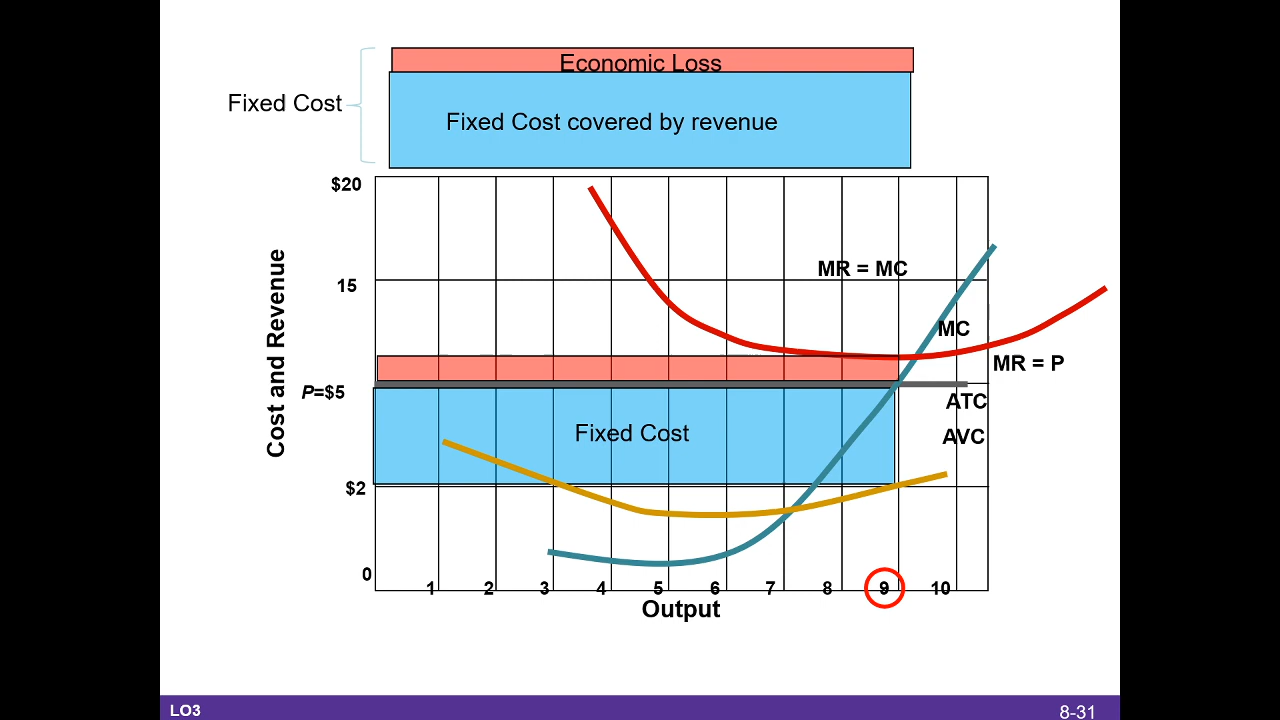 Economic Loss
Fixed Cost
Fixed Cost covered by revenue
$20
Cost and Revenue
MR = MC
15
MC
MR = P
P=$5
ATC
Fixed Cost
AVC
$2
0
1 2 3 4 5 6 7 8 9 10
Output
LO3
8-31